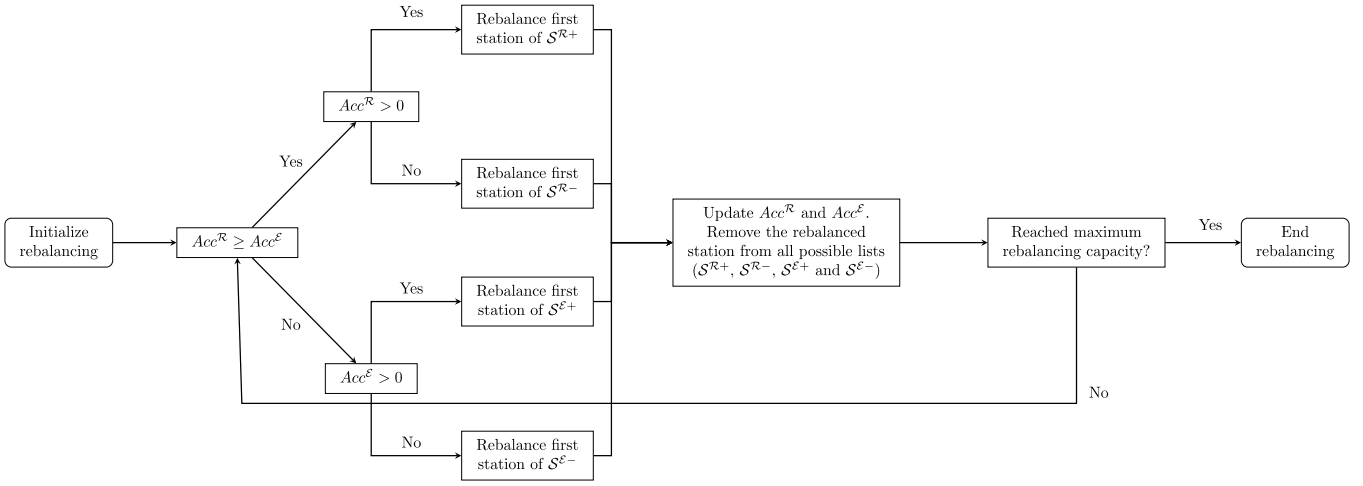 Initialize
rebalancing
Acc^ℛ ≥ Acc^ℰ
Yes
No
Acc^ℛ > 0
Yes
No
Acc^ℰ > 0
Yes
No
Rebalance first
station of 𝒮^ℛ+
Rebalance first
station of 𝒮^ℛ−
Rebalance first
station of 𝒮^ℰ+
Rebalance first
station of 𝒮^ℰ−
Update Acc^ℛ and Acc^ℰ.
Remove the rebalanced
station from all possible lists
(𝒮^ℛ+, 𝒮^ℛ−, 𝒮^ℰ+ and 𝒮^ℰ−)
Reached maximum
rebalancing capacity?
Yes
No
End
rebalancing